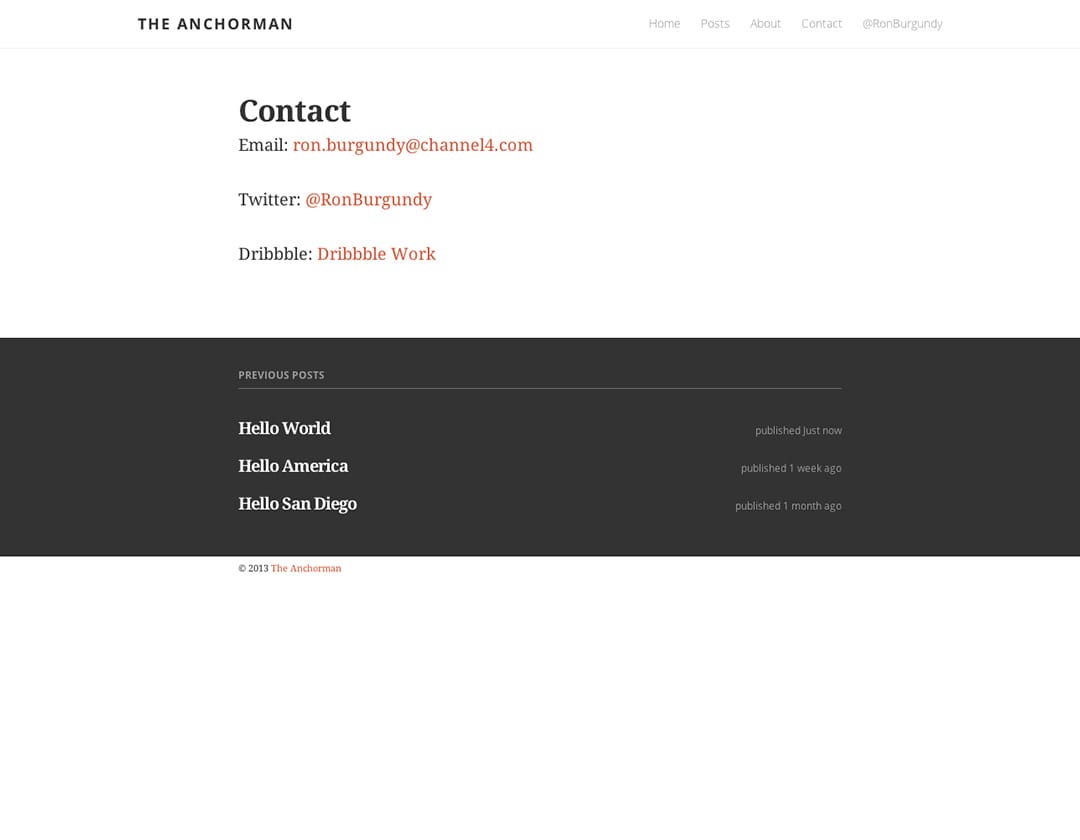 THE ANCHORMAN
Home Posts About Contact @RonBurgundy
Contact
Email: ron.burgundy@channel4.com
Twitter: @RonBurgundy
Dribbble: Dribbble Work
PREVIOUS POSTS
Hello World published Just now
Hello America published 1 week ago
Hello San Diego published 1 month ago
© 2013 The Anchorman